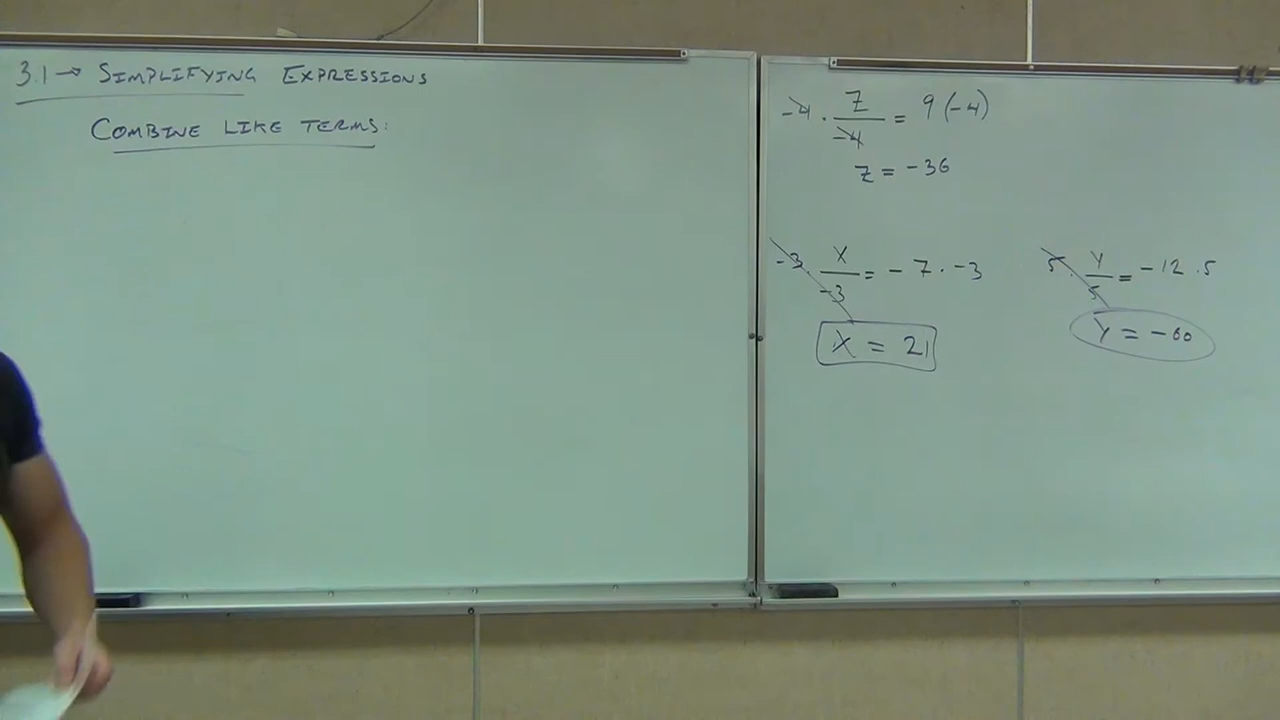 3.1 → SIMPLIFYING EXPRESSIONS
COMBINE LIKE TERMS:
-4 · z/-4 = 9(-4)
z = -36
-3 · x/-3 = -7 · -3
x = 21
5 · y/5 = -12 · 5
y = -60